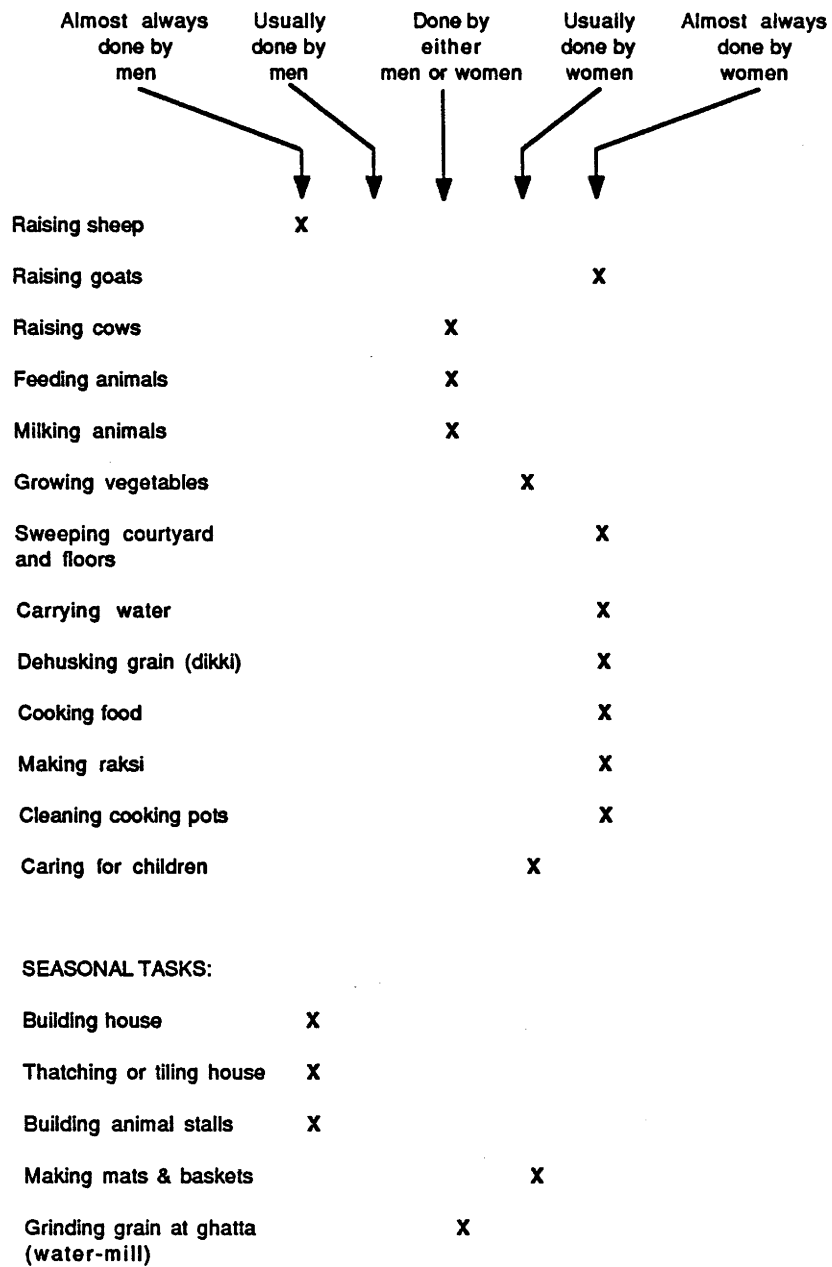 Almost always done by men
Usually done by men
Done by either men or women
Usually done by women
Almost always done by women
Raising sheep X
Raising goats X
Raising cows X
Feeding animals X
Milking animals X
Growing vegetables X
Sweeping courtyard X
and floors
Carrying water X
Dehusking grain (dikki) X
Cooking food X
Making raksi X
Cleaning cooking pots X
Caring for children X
SEASONAL TASKS:
Building house X
Thatching or tiling house X
Building animal stalls X
Making mats & baskets X
Grinding grain at ghatta X
(water-mill)